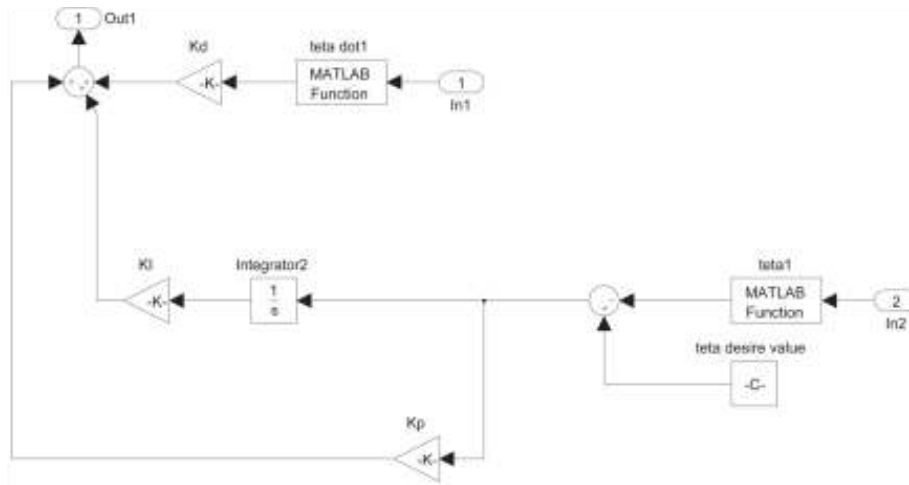 1 Out1
Kd
teta dot1
-K-
MATLAB
Function
1
In1
KI
Integrator2
teta1
-K-
1
s
MATLAB
Function
2
In2
teta desire value
-C-
Kp
-K-